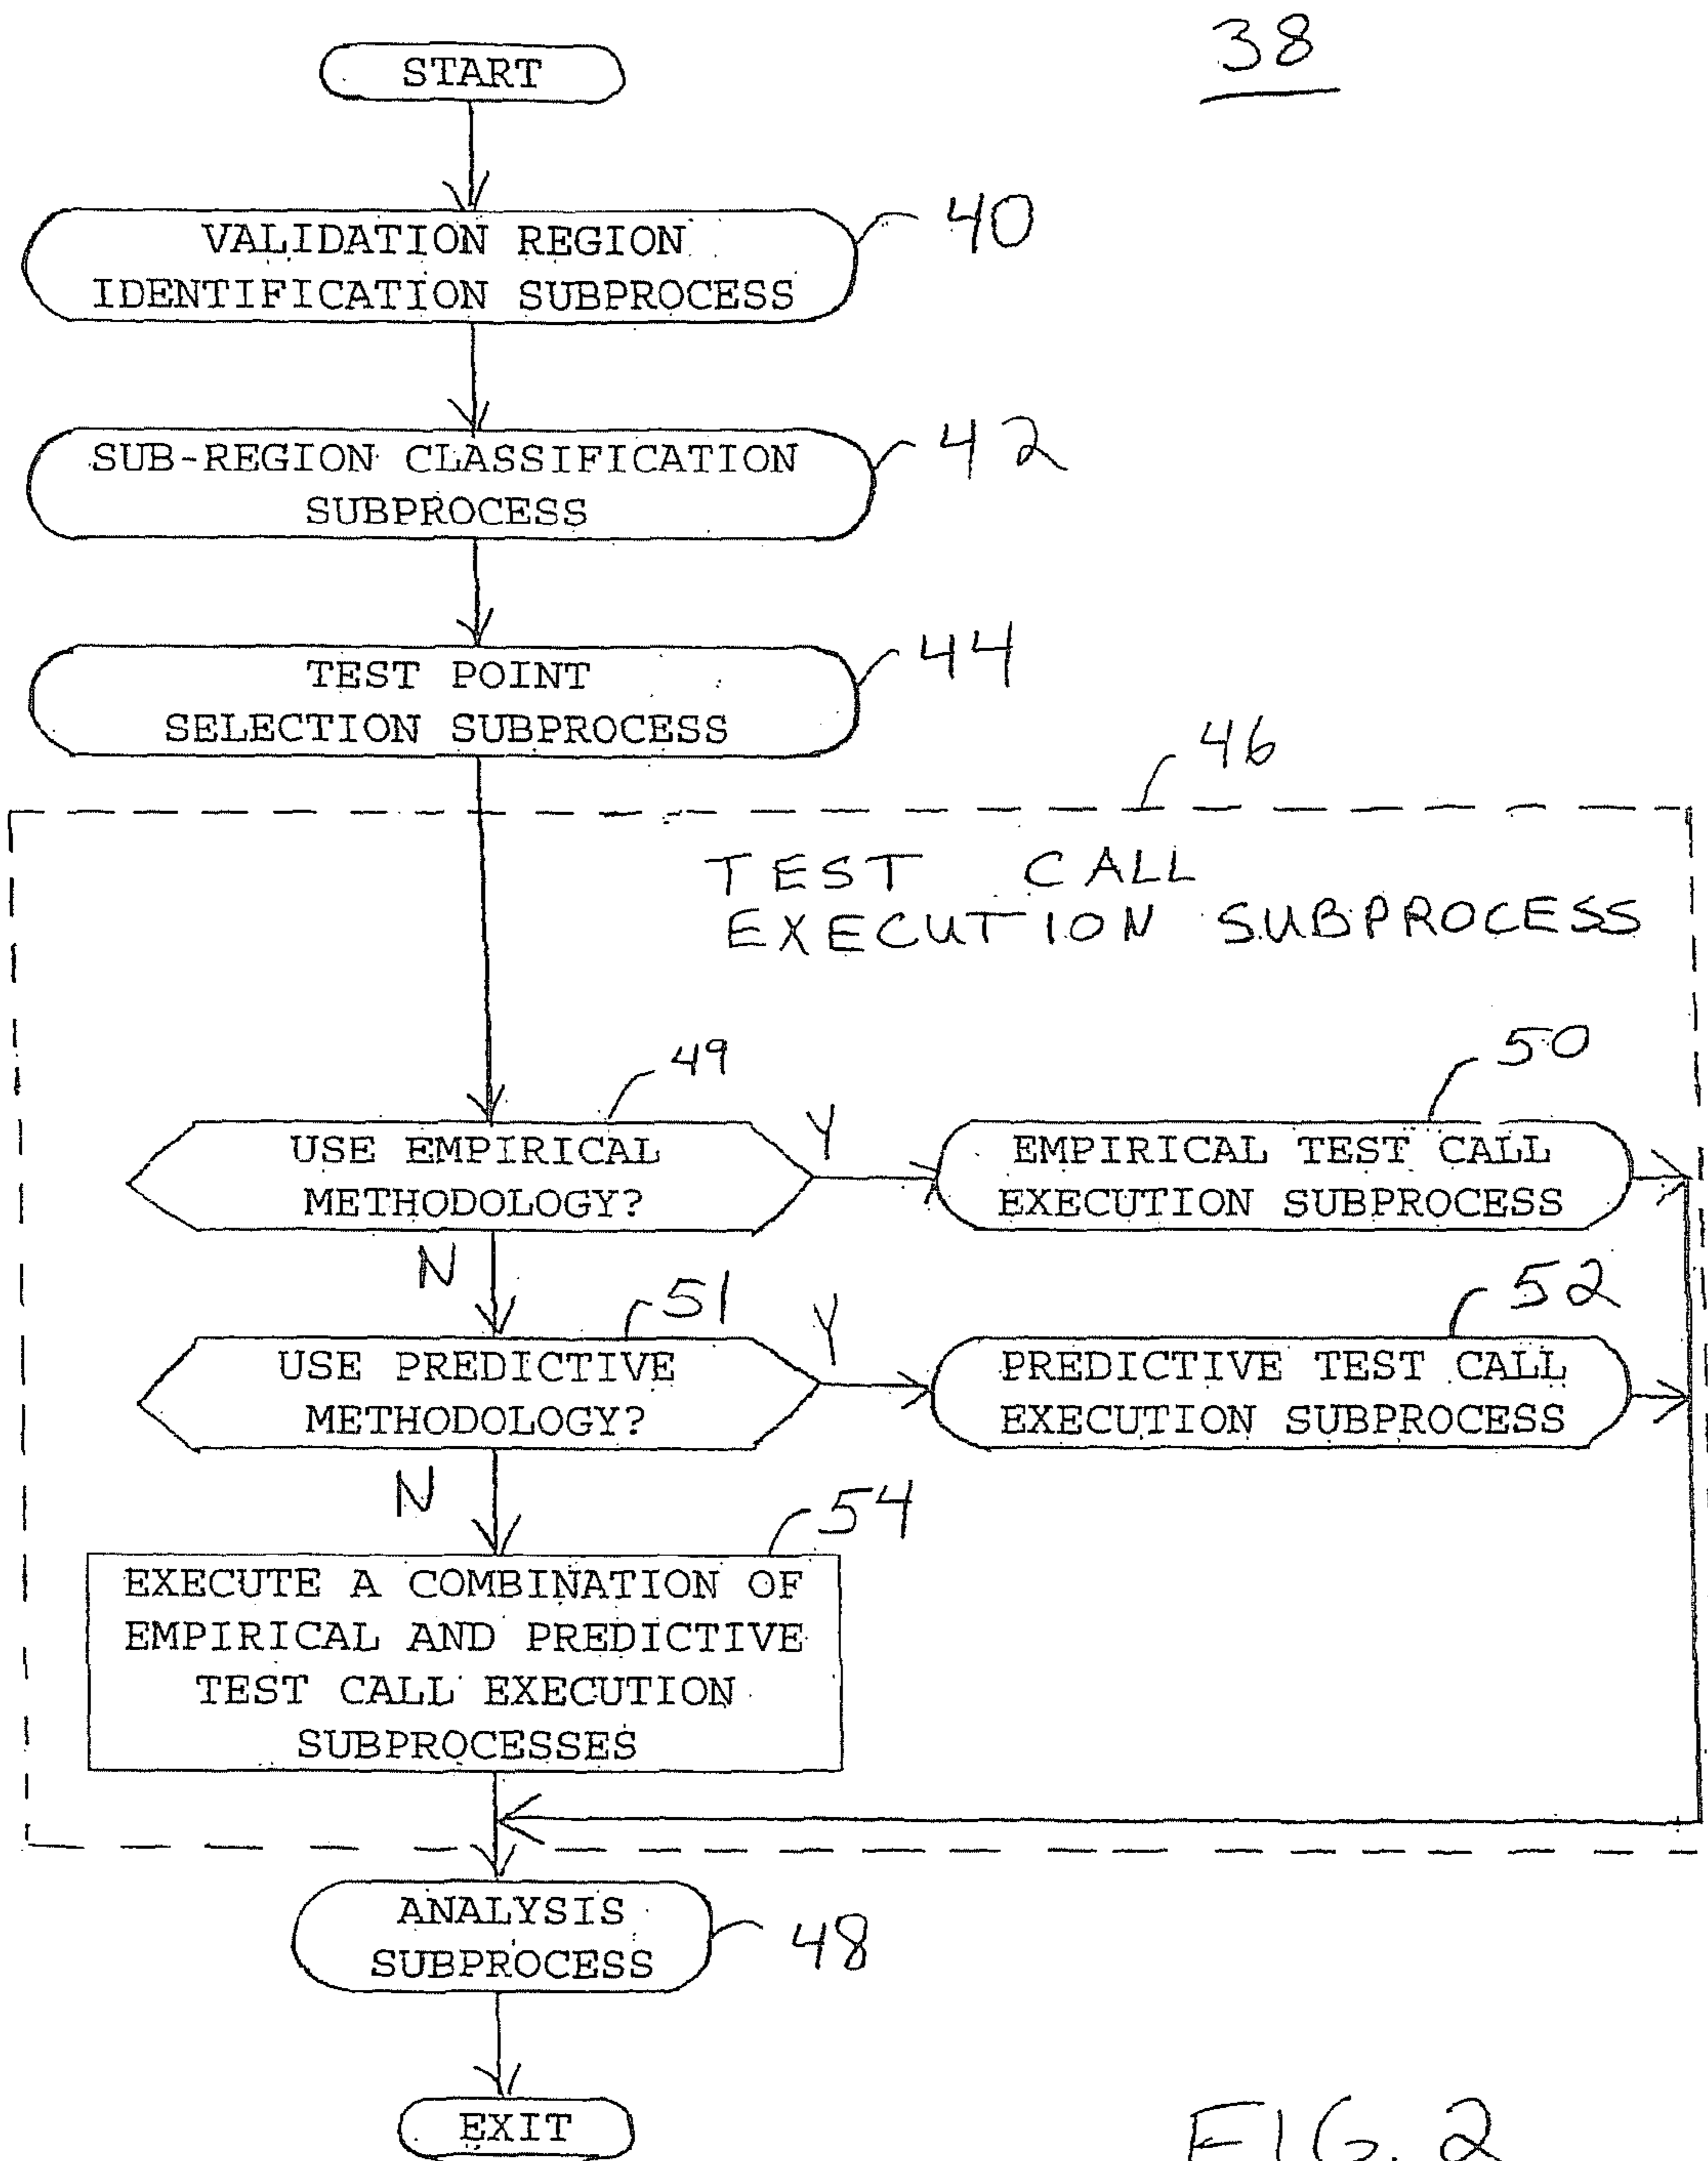 38
START
VALIDATION REGION
IDENTIFICATION SUBPROCESS
40
SUB-REGION CLASSIFICATION
SUBPROCESS
42
TEST POINT
SELECTION SUBPROCESS
44
46
TEST CALL
EXECUTION SUBPROCESS
49
USE EMPIRICAL
METHODOLOGY?
Y
50
EMPIRICAL TEST CALL
EXECUTION SUBPROCESS
N
51
USE PREDICTIVE
METHODOLOGY?
Y
52
PREDICTIVE TEST CALL
EXECUTION SUBPROCESS
N
54
EXECUTE A COMBINATION OF
EMPIRICAL AND PREDICTIVE
TEST CALL EXECUTION
SUBPROCESSES
ANALYSIS
SUBPROCESS
48
EXIT
FIG. 2